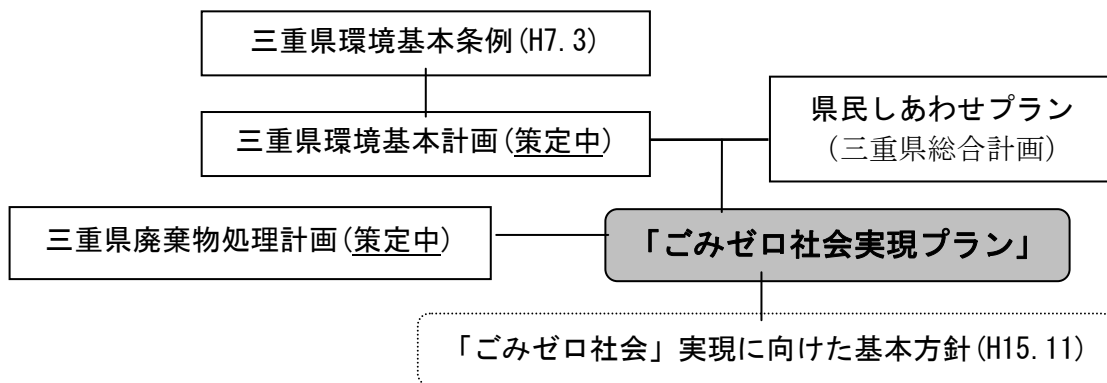 三重県環境基本条例(H7.3)
県民しあわせプラン
(三重県総合計画)
三重県環境基本計画(策定中)
三重県廃棄物処理計画(策定中)
「ごみゼロ社会実現プラン」
「ごみゼロ社会」実現に向けた基本方針(H15.11)